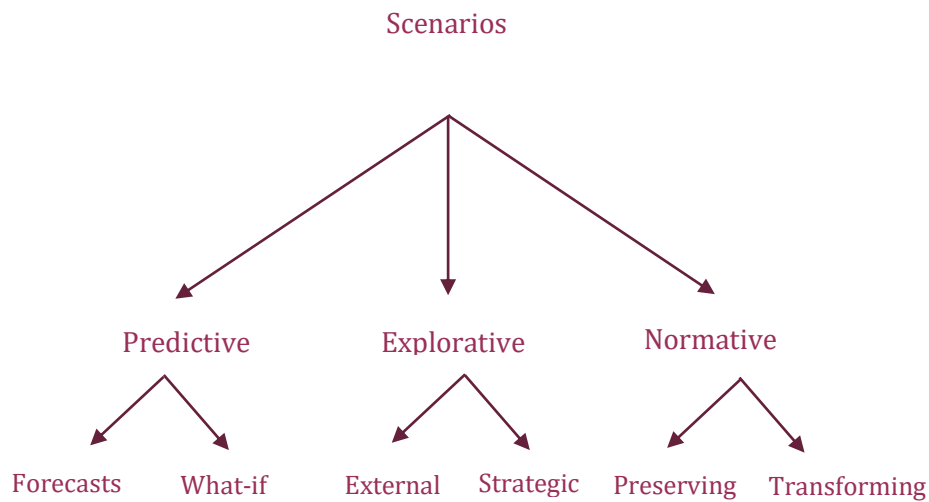 Scenarios
Predictive
Explorative
Normative
Forecasts
What-if
External
Strategic
Preserving
Transforming